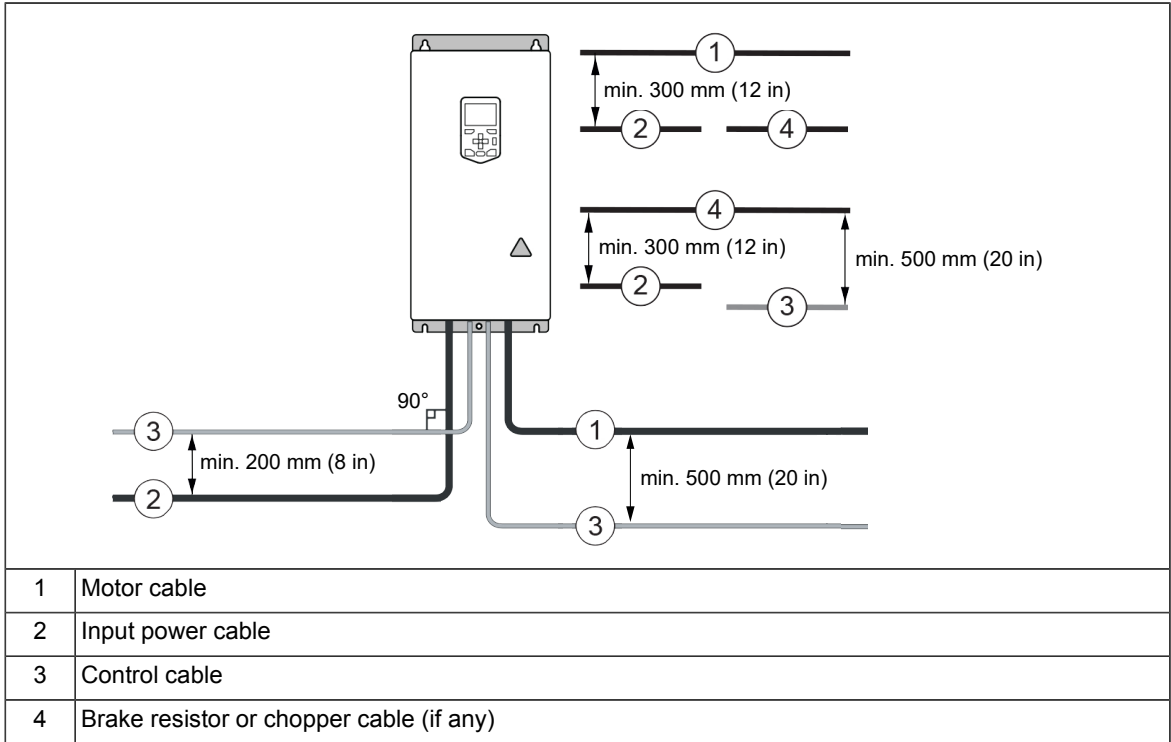 1
min. 300 mm (12 in)
2
4
4
min. 300 mm (12 in)
min. 500 mm (20 in)
2
3
90°
3
1
min. 200 mm (8 in)
min. 500 mm (20 in)
2
3
1 Motor cable
2 Input power cable
3 Control cable
4 Brake resistor or chopper cable (if any)